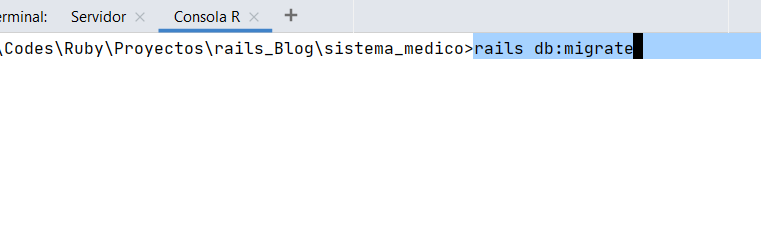 erminal: Servidor Consola R
\Codes\Ruby\Proyectos\rails_Blog\sistema_medico>rails db:migrate